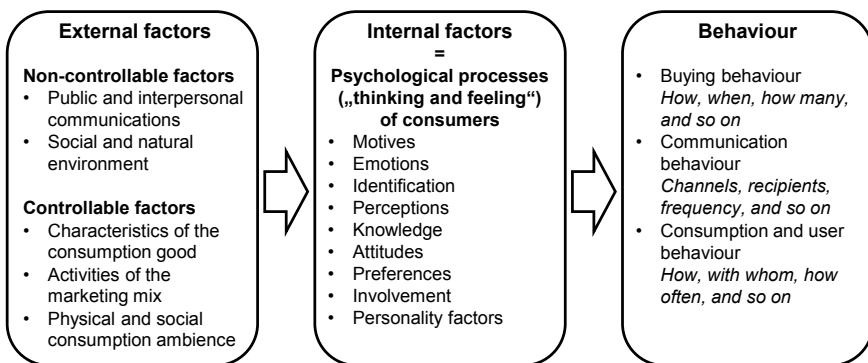 External factors
Non-controllable factors
• Public and interpersonal
communications
• Social and natural
environment
Controllable factors
• Characteristics of the
consumption good
• Activities of the
marketing mix
• Physical and social
consumption ambience
Internal factors
=
Psychological processes
(„thinking and feeling“)
of consumers
• Motives
• Emotions
• Identification
• Perceptions
• Knowledge
• Attitudes
• Preferences
• Involvement
• Personality factors
Behaviour
• Buying behaviour
How, when, how many,
and so on
• Communication
behaviour
Channels, recipients,
frequency, and so on
• Consumption and user
behaviour
How, with whom, how
often, and so on